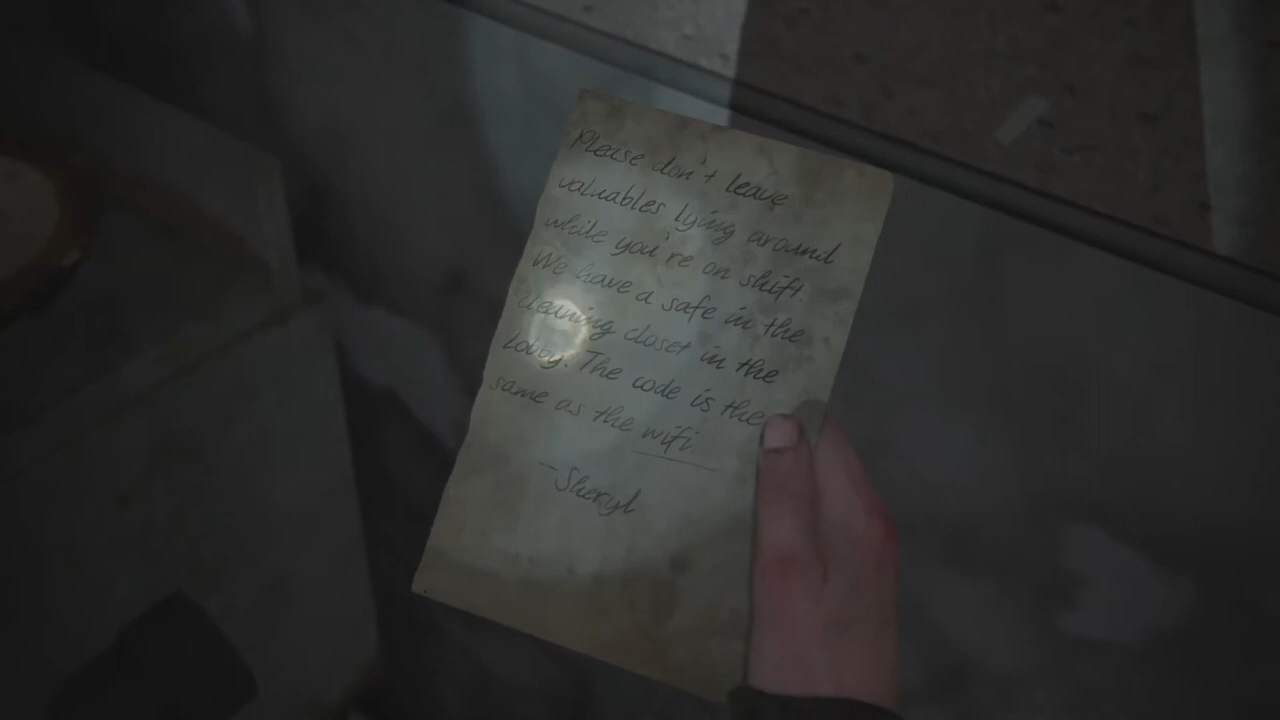 Please don't leave
valuables lying around
while you're on shift.
We have a safe in the
cleaning closet in the
Lobby. The code is the
same as the wifi.
—Sheryl